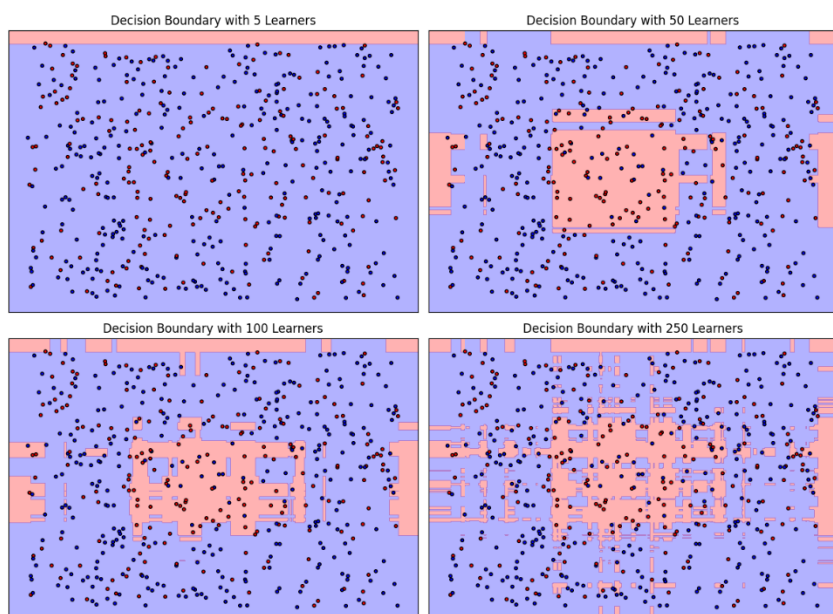 Decision Boundary with 5 Learners
Decision Boundary with 50 Learners
Decision Boundary with 100 Learners
Decision Boundary with 250 Learners